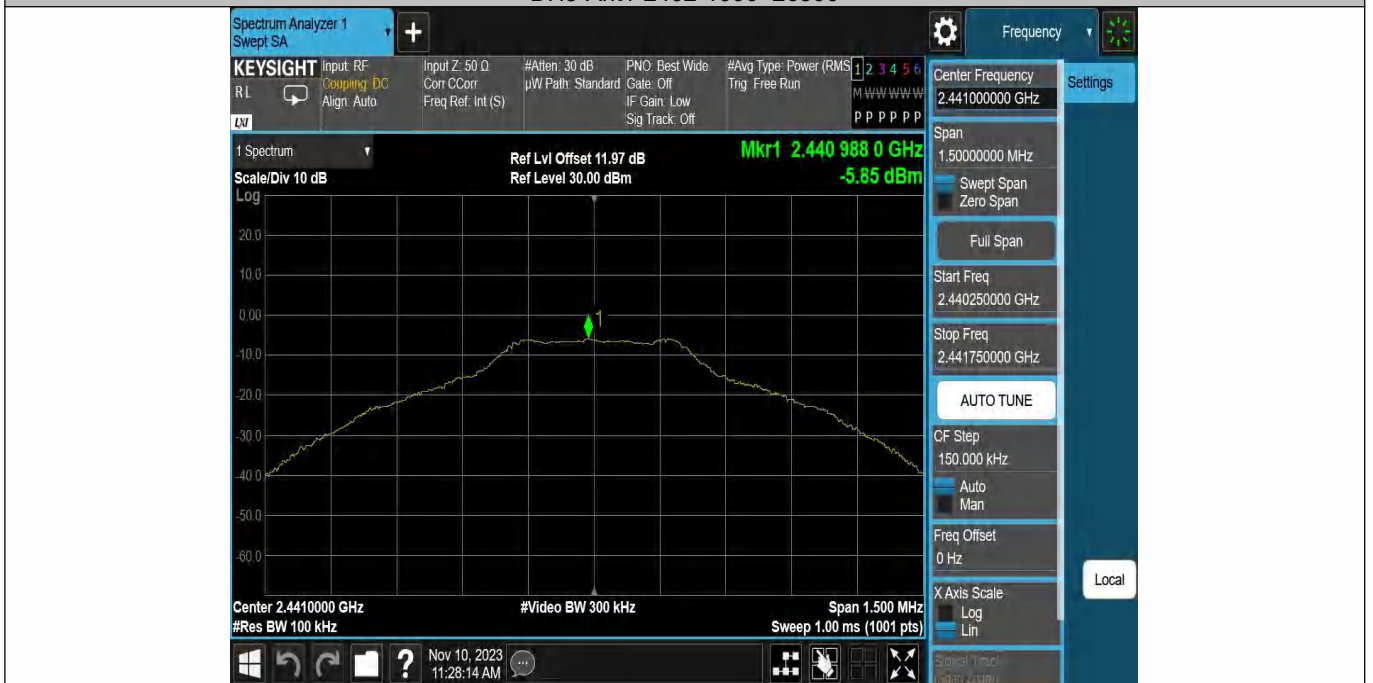 Spectrum Analyzer 1
Swept SA
Frequency
KEYSIGHT
RL
LXI
Input: RF
Coupling: DC
Align: Auto
Input Z: 50 Ω
Corr CCorr
Freq Ref: Int (S)
#Atten: 30 dB
µW Path: Standard
PNO: Best Wide
Gate: Off
IF Gain: Low
Sig Track: Off
#Avg Type: Power (RMS
Trig: Free Run
1 2 3 4 5 6
M W W W W W
P P P P P P
Center Frequency
2.441000000 GHz
Settings
Span
1.50000000 MHz
Swept Span
Zero Span
Full Span
Start Freq
2.440250000 GHz
Stop Freq
2.441750000 GHz
AUTO TUNE
CF Step
150.000 kHz
Auto
Man
Freq Offset
0 Hz
X Axis Scale
Log
Lin
Signal Track
(Span Zoom)
Local
1 Spectrum
Scale/Div 10 dB
Log
Ref Lvl Offset 11.97 dB
Ref Level 30.00 dBm
Mkr1 2.440 988 0 GHz
-5.85 dBm
20.0
10.0
0.00
-10.0
-20.0
-30.0
-40.0
-50.0
-60.0
1
Center 2.4410000 GHz
#Res BW 100 kHz
#Video BW 300 kHz
Span 1.500 MHz
Sweep 1.00 ms (1001 pts)
Nov 10, 2023
11:28:14 AM